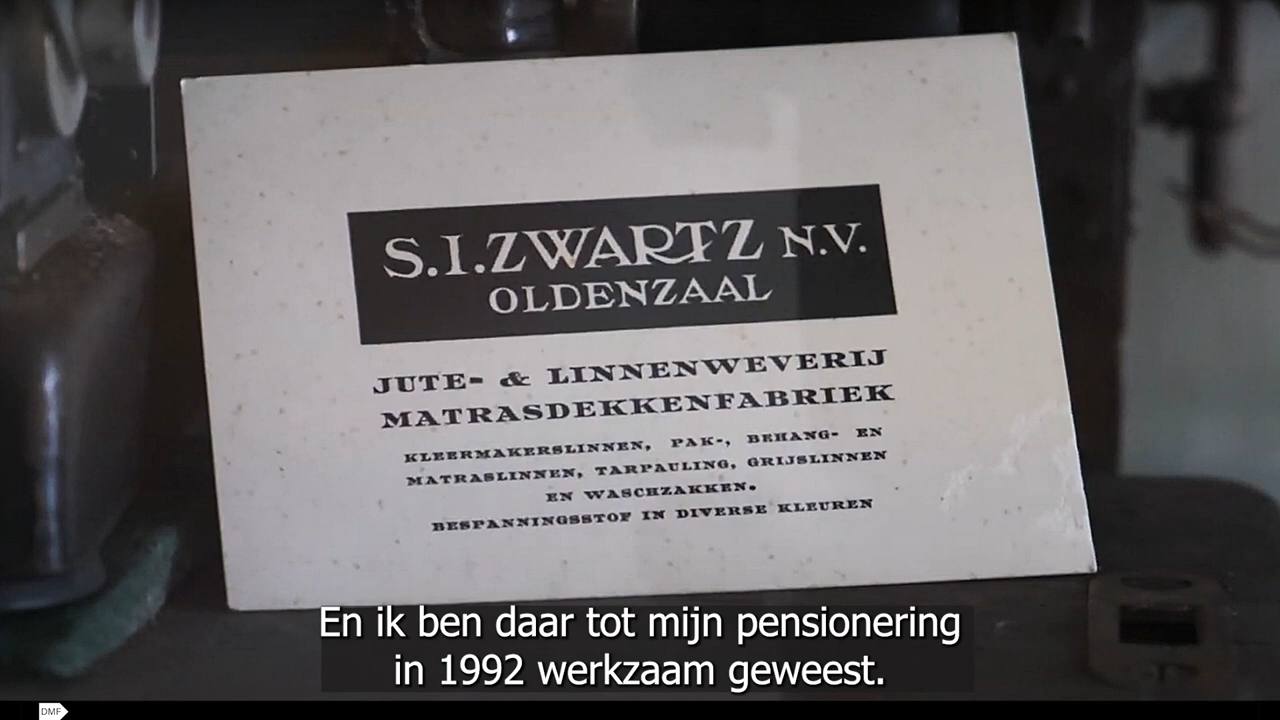 S.I.ZWARTZ N.V.
OLDENZAAL
JUTE- & LINNENWEVERIJ
MATRASDEKKENFABRIEK
KLEERMAKERSLINNEN, PAK-, BEHANG- EN
MATRASLINNEN, TARPAULING, GRIJSLINNEN
EN WASCHZAKKEN.
BESPANNINGSSTOF IN DIVERSE KLEUREN
En ik ben daar tot mijn pensionering
in 1992 werkzaam geweest.
DMF